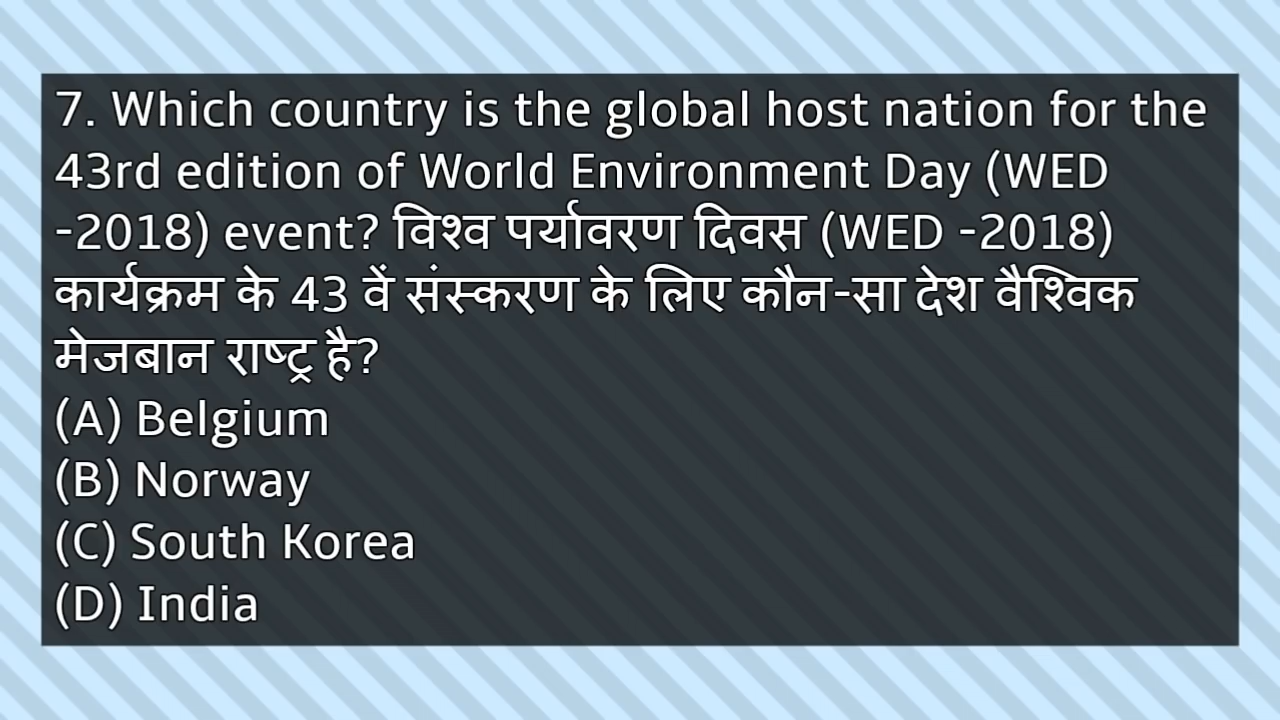 7. Which country is the global host nation for the
43rd edition of World Environment Day (WED
-2018) event? विश्व पर्यावरण दिवस (WED -2018)
कार्यक्रम के 43 वें संस्करण के लिए कौन-सा देश वैश्विक
मेजबान राष्ट्र है?
(A) Belgium
(B) Norway
(C) South Korea
(D) India